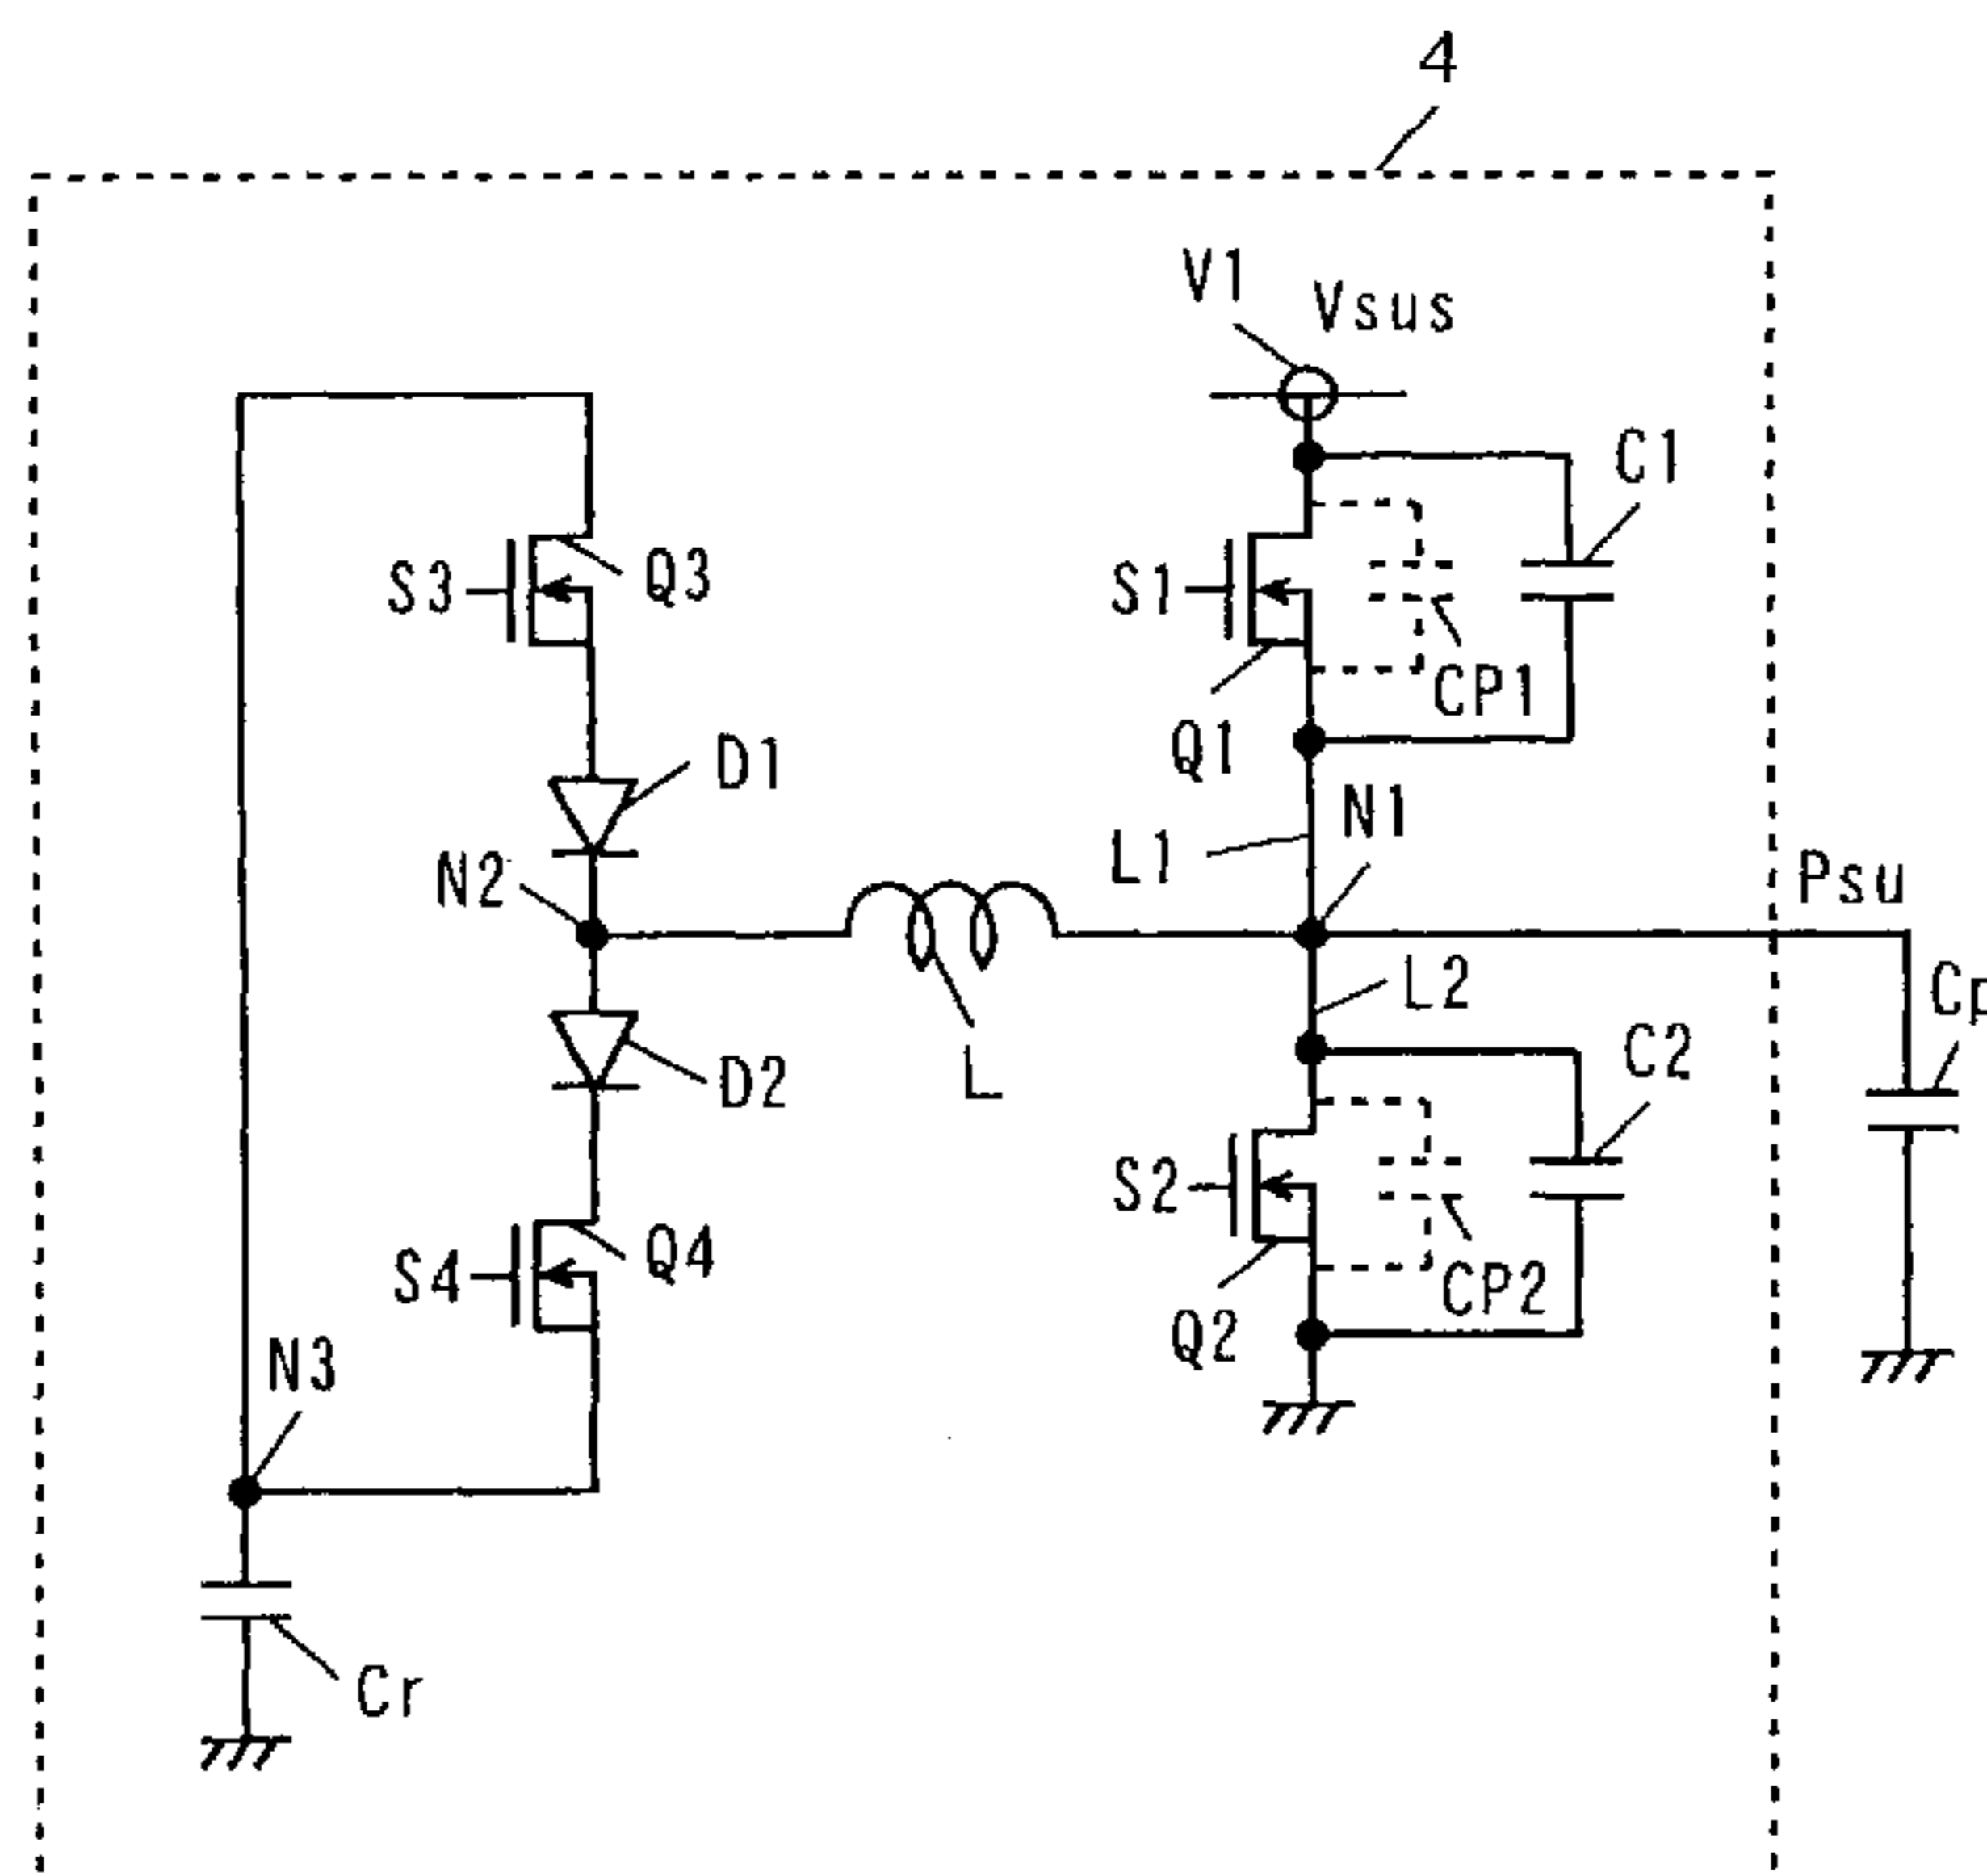 4
V1
Vsus
C1
S3
Q3
S1
CP1
Q1
D1
N1
L1
N2
Psu
L2
Cp
L
C2
D2
S2
Q4
S4
CP2
Q2
N3
Cr